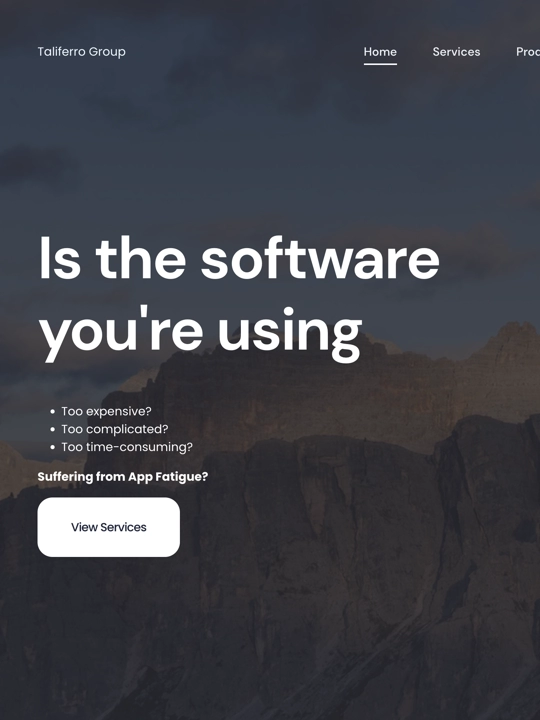 Taliferro Group
Home Services
Is the software
you're using
Too expensive?
Too complicated?
Too time-consuming?
Suffering from App Fatigue?
View Services